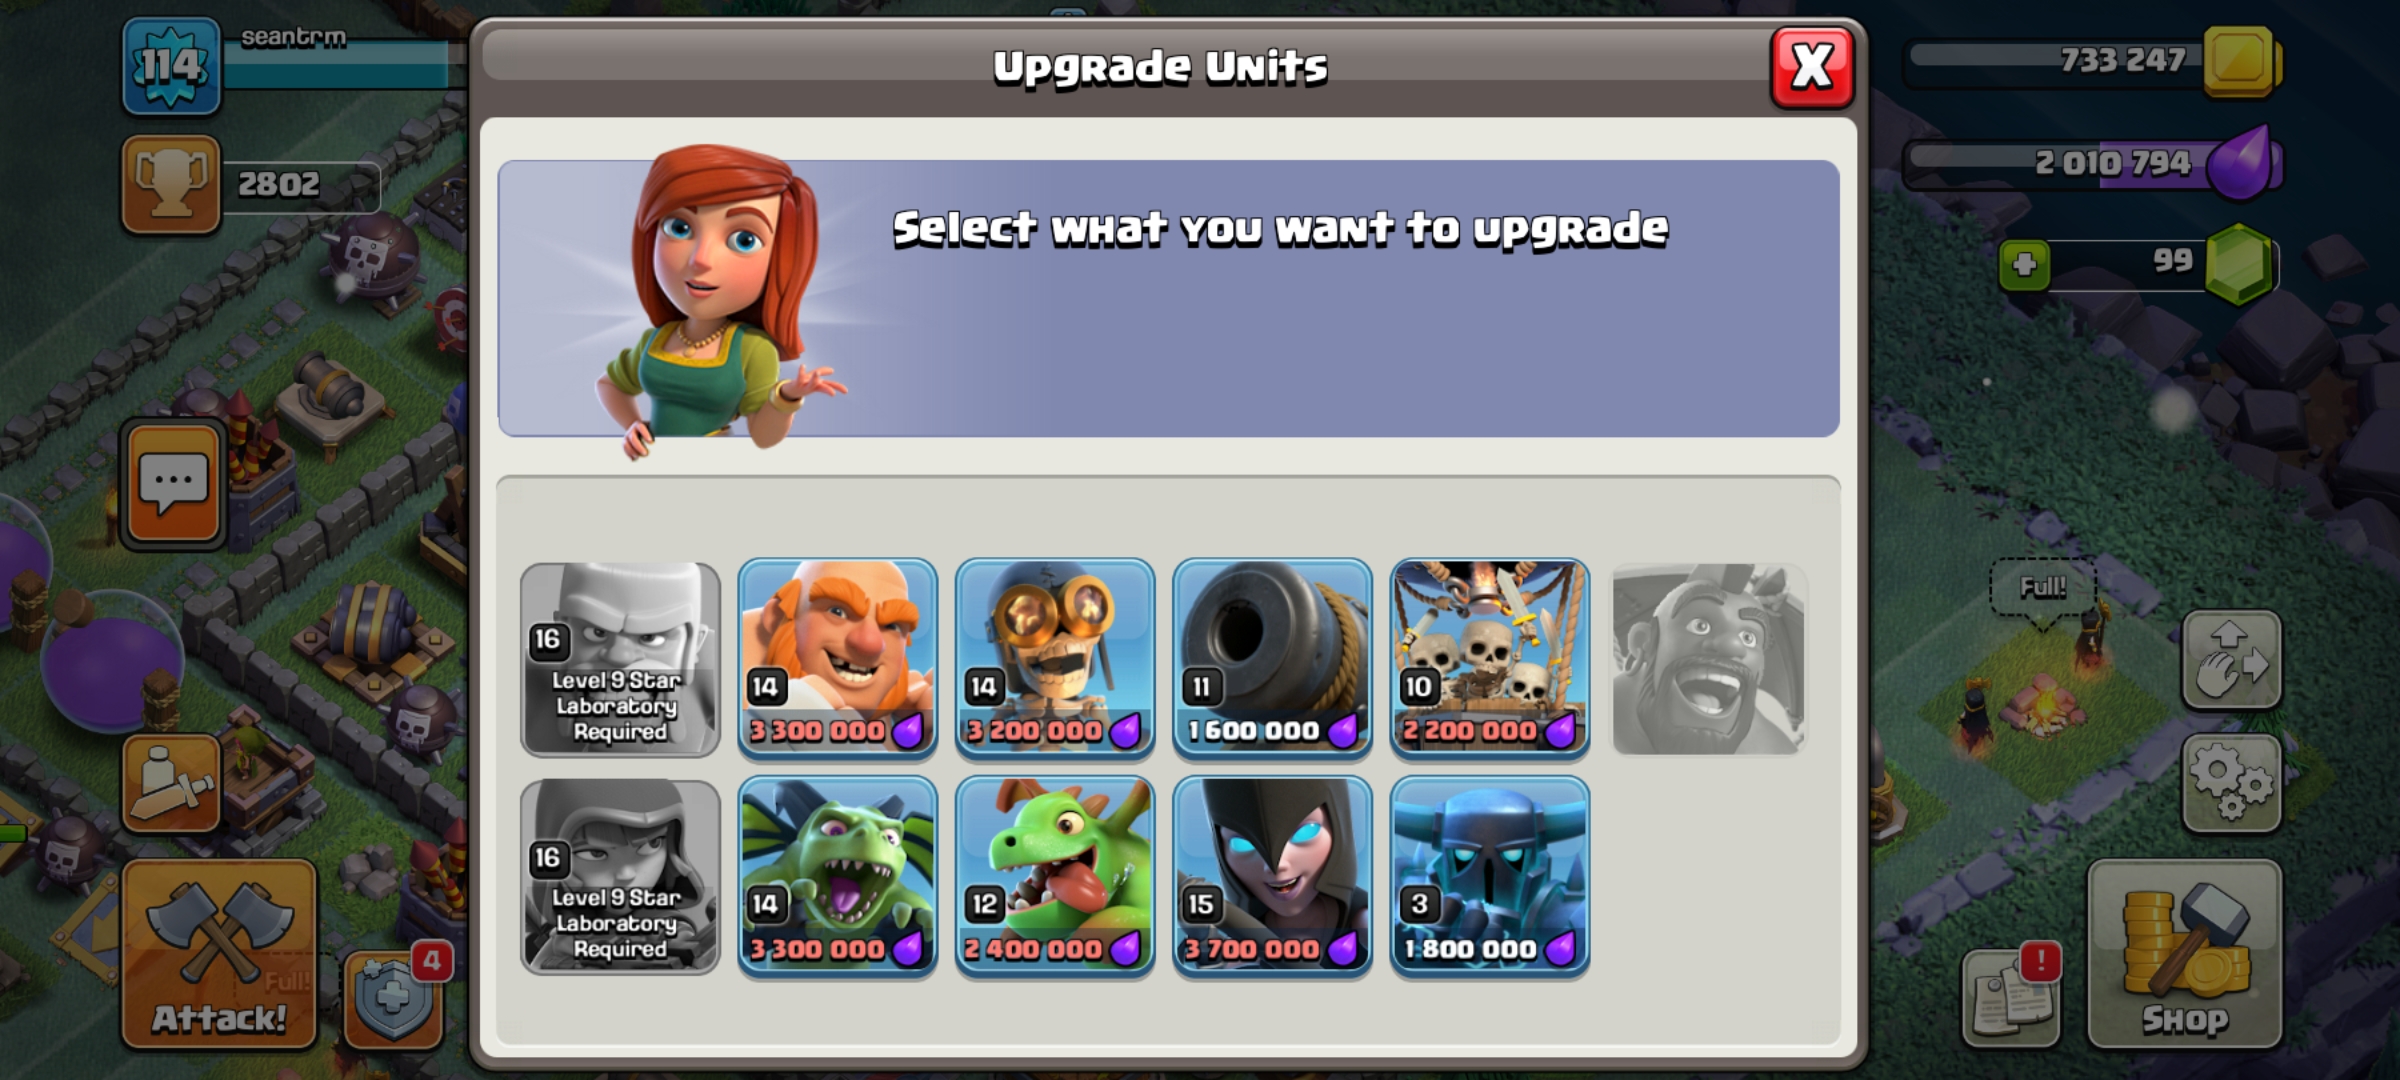 114
seantrm
Upgrade Units
X
733 247
2802
2 010 794
99
Select what you want to upgrade
Full!
16
Level 9 Star
Laboratory
Required
14
3 300 000
14
3 200 000
11
1 600 000
10
2 200 000
16
Level 9 Star
Laboratory
Required
14
3 300 000
12
2 400 000
15
3 700 000
3
1 800 000
Full!
Attack!
4
!
Shop